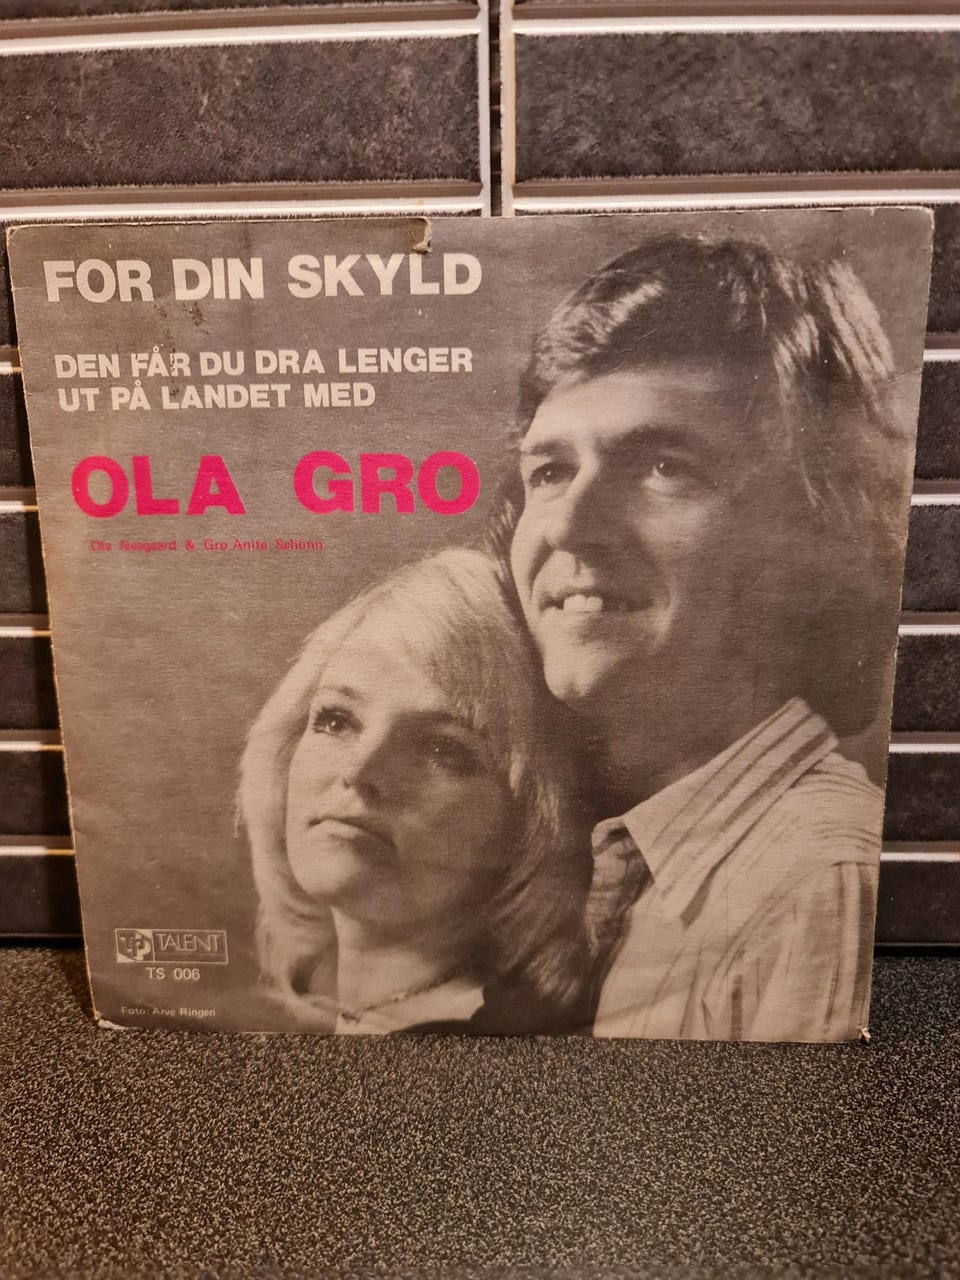 FOR DIN SKYLD
DEN FÅR DU DRA LENGER
UT PÅ LANDET MED
OLA GRO
Ola Neegaard & Gro Anita Schønn
TALENT
TS 006
Foto: Arve Ringen